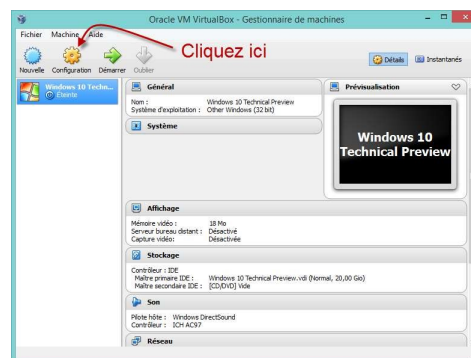 Oracle VM VirtualBox - Gestionnaire de machines
Fichier Machine Aide
Cliquez ici
Nouvelle Configuration Démarrer Oublier
Détails Instantanés
Windows 10 Techn...
Éteinte
Général
Nom : Windows 10 Technical Preview
Système d'exploitation : Other Windows (32 bit)
Système
Prévisualisation
Windows 10
Technical Preview
Affichage
Mémoire vidéo : 18 Mo
Serveur bureau distant : Désactivé
Capture vidéo: Désactivée
Stockage
Contrôleur : IDE
Maître primaire IDE : Windows 10 Technical Preview.vdi (Normal, 20,00 Gio)
Maître secondaire IDE : [CD/DVD] Vide
Son
Pilote hôte : Windows DirectSound
Contrôleur : ICH AC97
Réseau